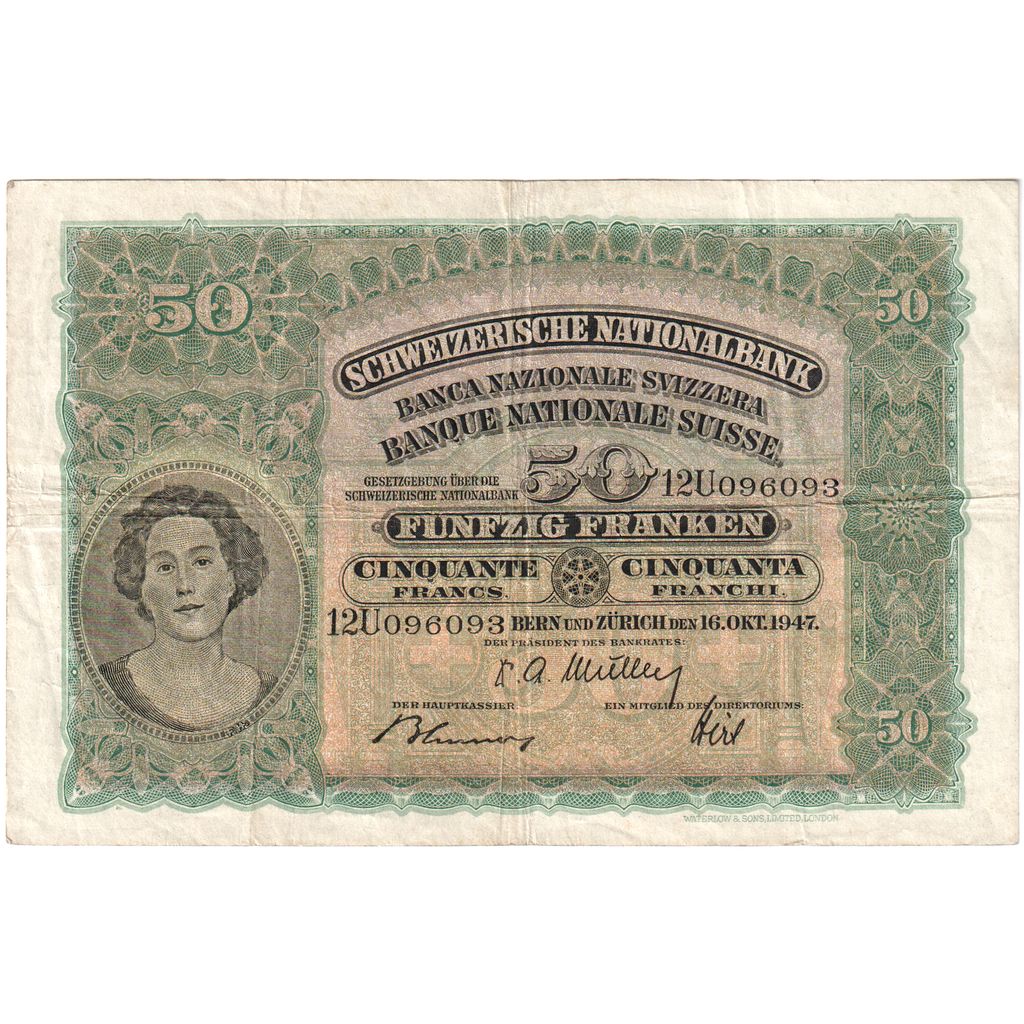 50
50
SCHWEIZERISCHE NATIONALBANK
BANCA NAZIONALE SVIZZERA
BANQUE NATIONALE SUISSE.
GESETZGEBUNG ÜBER DIE
SCHWEIZERISCHE NATIONALBANK
50
12U096093
FÜNFZIG FRANKEN
CINQUANTE
FRANCS.
CINQUANTA
FRANCHI.
12U096093 BERN UND ZÜRICH DEN 16. OKT. 1947.
DER PRÄSIDENT DES BANKRATES:
A. Müller
DER HAUPTKASSIER
EIN MITGLIED DES DIREKTORIUMS:
Hirs
50
WATERLOW & SONS, LIMITED, LONDON